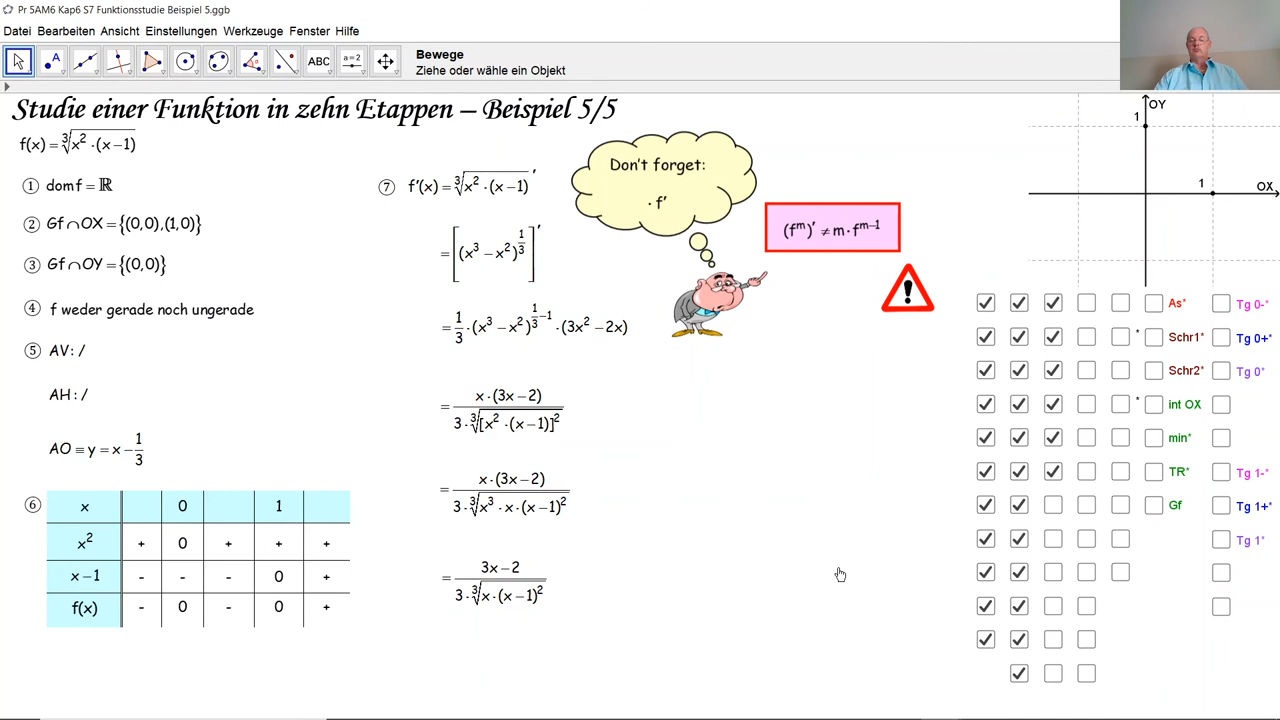 Pr 5AM6 Kap6 S7 Funktionsstudie Beispiel 5.ggb
Datei Bearbeiten Ansicht Einstellungen Werkzeuge Fenster Hilfe
A
ABC
a=2
Bewege
Ziehe oder wähle ein Objekt
Studie einer Funktion in zehn Etappen – Beispiel 5/5
f(x) = ∛(x² · (x–1))
① domf = ℝ
② Gf ∩ OX = {(0,0),(1,0)}
③ Gf ∩ OY = {(0,0)}
④ f weder gerade noch ungerade
⑤ AV: /
AH: /
AO ≡ y = x – 1/3
⑥ x 0 1
x² + 0 + + +
x–1 - - - 0 +
f(x) - 0 - 0 +
⑦ f'(x) = ∛(x² · (x–1)) ′
= [(x³ – x²)^(1/3)]′
= 1/3 · (x³ – x²)^(1/3 –1) · (3x² – 2x)
= x · (3x – 2) / 3 · ∛([x² · (x–1)]²)
= x · (3x – 2) / 3 · ∛(x³ · x · (x–1)²)
= 3x – 2 / 3 · ∛(x · (x–1)²)
Don't forget:
· f'
(f^m)′ ≠ m · f^(m–1)
!
OY
1
1
OX
As* Tg 0-*
* Schr1* Tg 0+*
Schr2* Tg 0*
* int OX
min*
TR* Tg 1-*
Gf Tg 1+*
Tg 1*